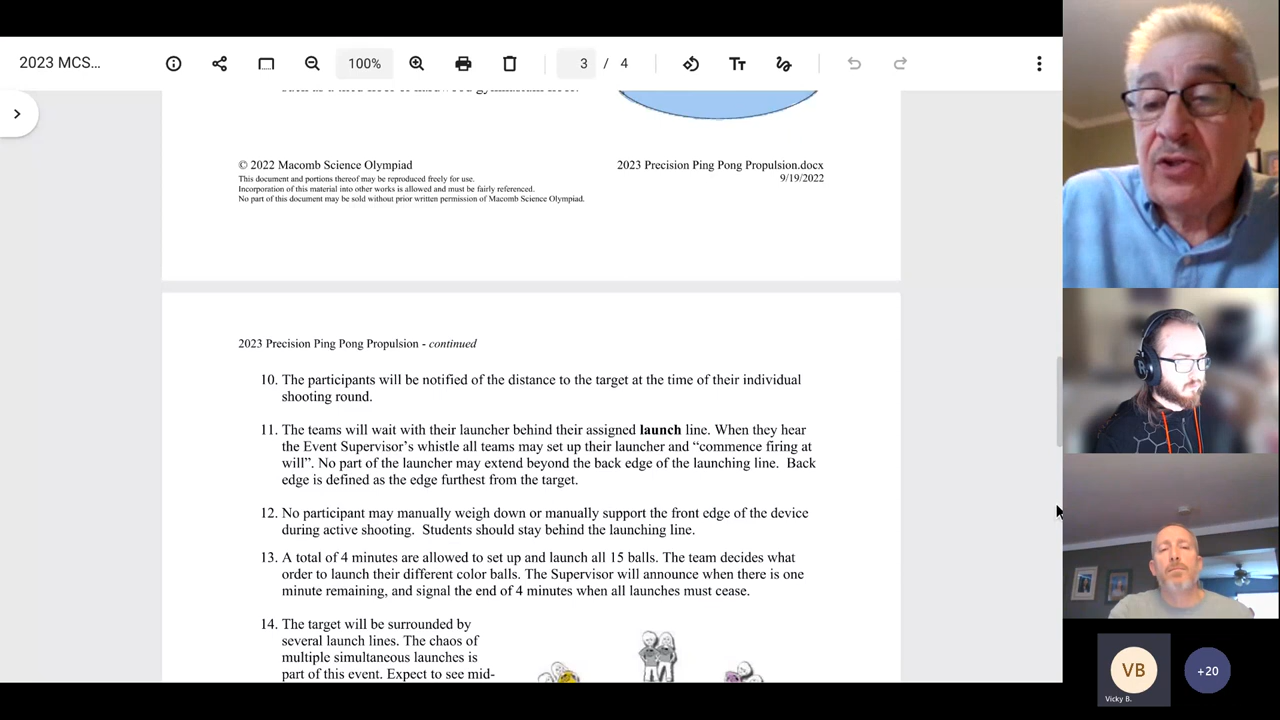 2023 MCS...
100%
3 / 4
© 2022 Macomb Science Olympiad
2023 Precision Ping Pong Propulsion.docx
This document and portions thereof may be reproduced freely for use.
9/19/2022
Incorporation of this material into other works is allowed and must be fairly referenced.
No part of this document may be sold without prior written permission of Macomb Science Olympiad.
2023 Precision Ping Pong Propulsion - continued
10. The participants will be notified of the distance to the target at the time of their individual
shooting round.
11. The teams will wait with their launcher behind their assigned launch line. When they hear
the Event Supervisor's whistle all teams may set up their launcher and “commence firing at
will”. No part of the launcher may extend beyond the back edge of the launching line. Back
edge is defined as the edge furthest from the target.
12. No participant may manually weigh down or manually support the front edge of the device
during active shooting. Students should stay behind the launching line.
13. A total of 4 minutes are allowed to set up and launch all 15 balls. The team decides what
order to launch their different color balls. The Supervisor will announce when there is one
minute remaining, and signal the end of 4 minutes when all launches must cease.
14. The target will be surrounded by
several launch lines. The chaos of
multiple simultaneous launches is
part of this event. Expect to see mid-
VB
Vicky B.
+20